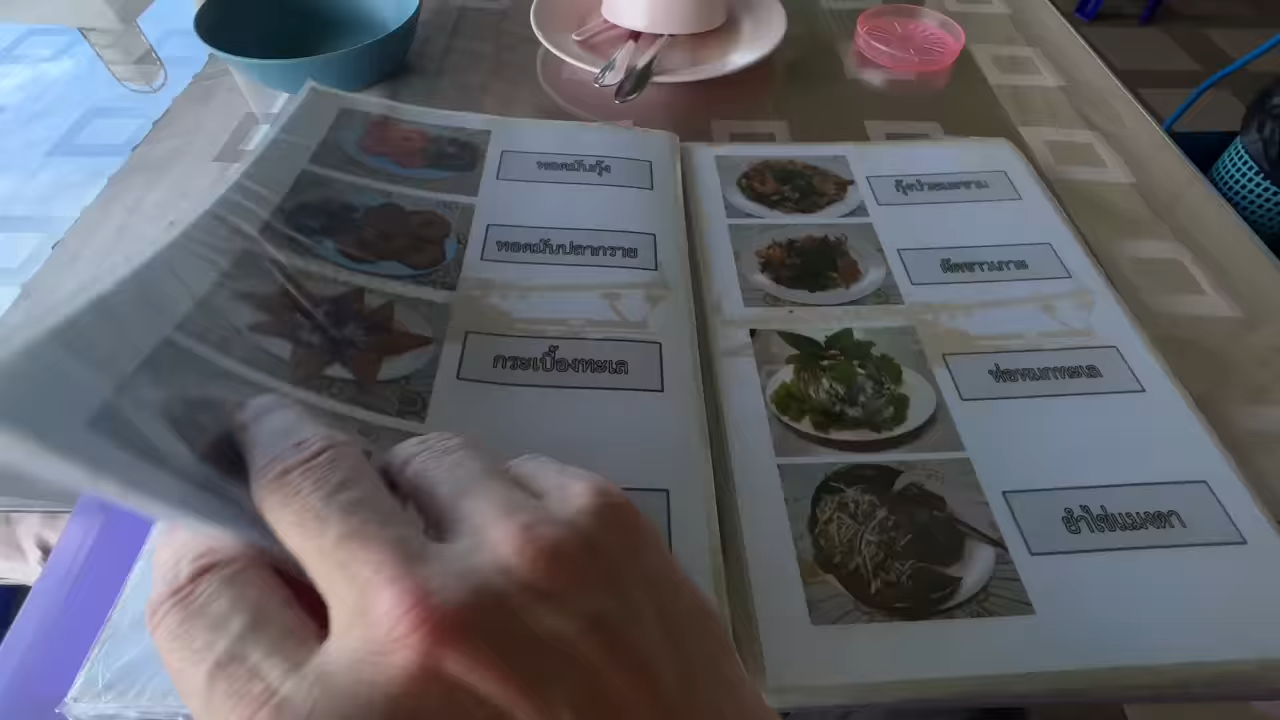 ทอดมันกุ้ง
ทอดมันปลากราย
กระเบื้องทะเล
ห่อหมกทะเล
ยำไข่แมงดา